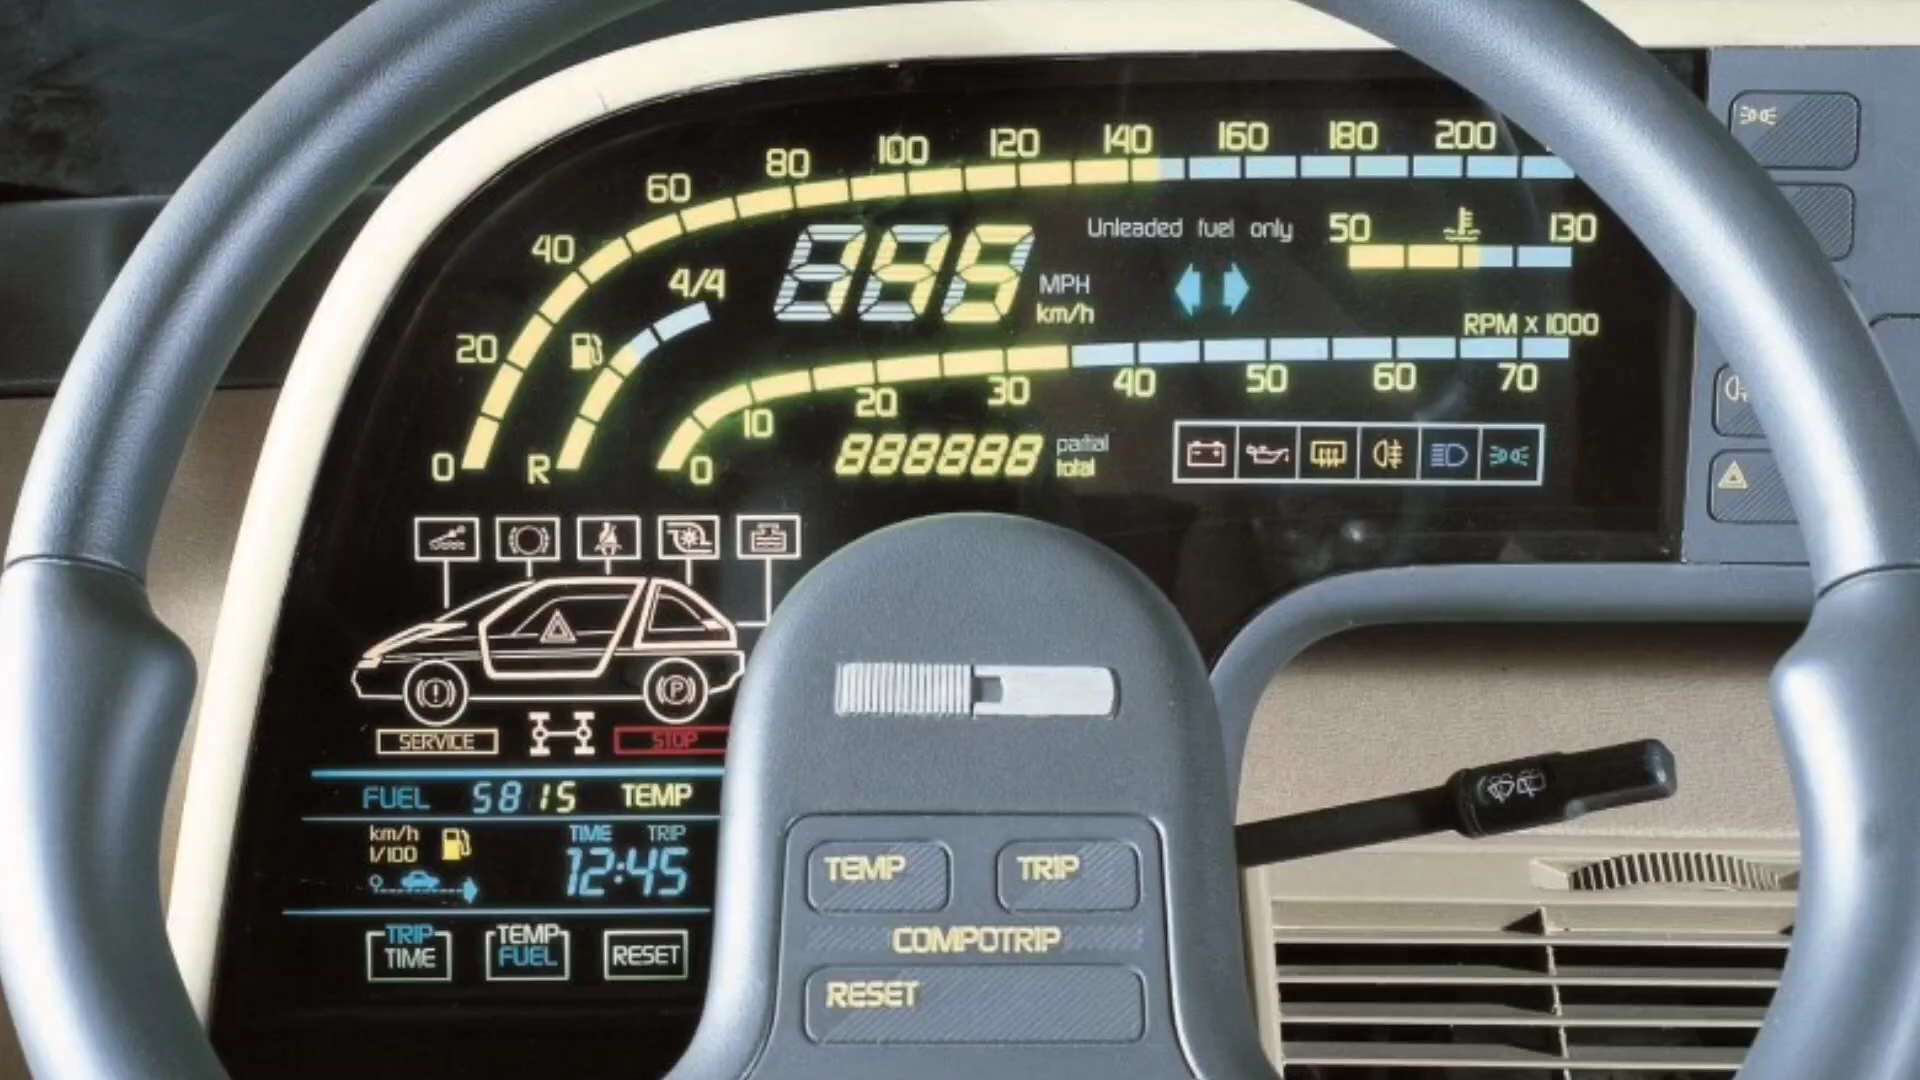 0 20 40 60 80 100 120 140 160 180 200
R 4/4
145 MPH
km/h
Unleaded fuel only
50 130
RPM X 1000
0 10 20 30 40 50 60 70
888888 partial
total
P
SERVICE STOP
FUEL 58 15 TEMP
km/h
1/100
TIME TRIP
12:45
TRIP
TIME
TEMP
FUEL
RESET
TEMP TRIP
COMPOTRIP
RESET